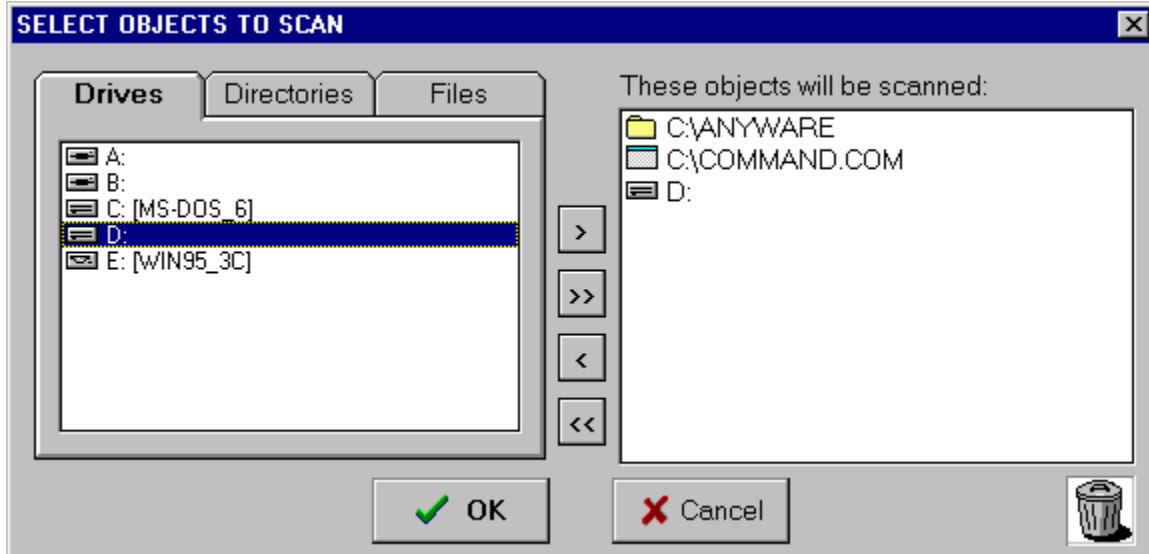 SELECT OBJECTS TO SCAN
Drives
Directories
Files
A:
B:
C: [MS-DOS_6]
D:
E: [WIN95_3C]
>
>>
<
<<
These objects will be scanned:
C:\ANYWARE
C:\COMMAND.COM
D:
OK
Cancel